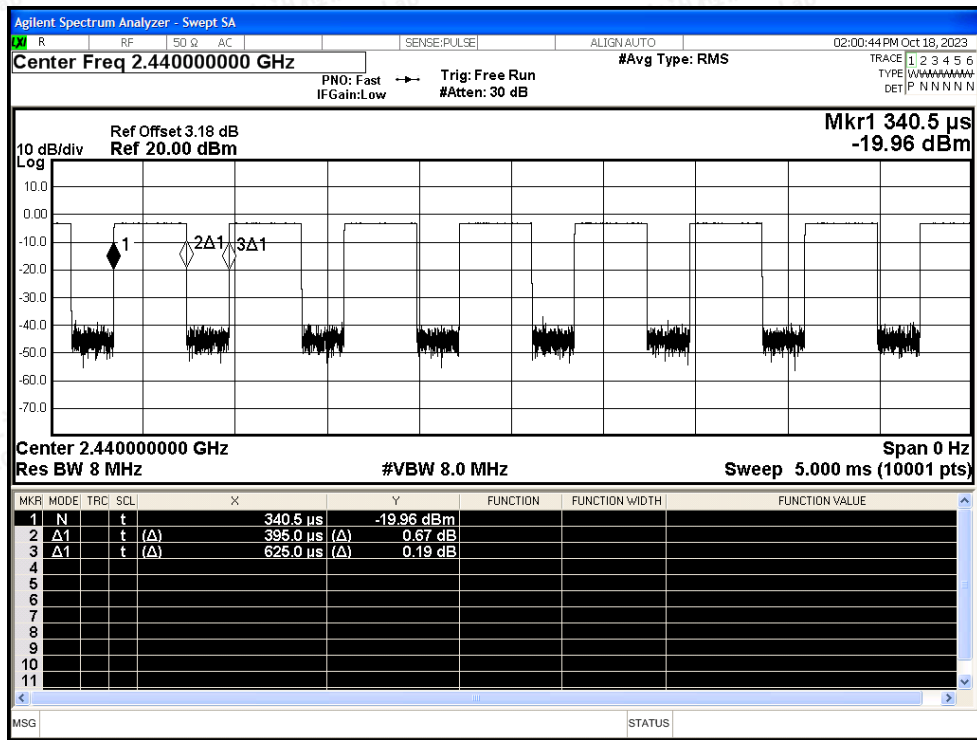 Agilent Spectrum Analyzer - Swept SA
LXI R RF 50 Ω AC SENSE:PULSE ALIGN AUTO 02:00:44 PM Oct 18, 2023
Center Freq 2.440000000 GHz
PNO: Fast
IFGain:Low
Trig: Free Run
#Atten: 30 dB
#Avg Type: RMS
TRACE 1 2 3 4 5 6
TYPE
DET P N N N N N
Mkr1 340.5 µs
-19.96 dBm
Ref Offset 3.18 dB
10 dB/div Ref 20.00 dBm
Log
10.0
0.00
1 2Δ1 3Δ1
-10.0
-20.0
-30.0
-40.0
-50.0
-60.0
-70.0
Center 2.440000000 GHz Span 0 Hz
Res BW 8 MHz #VBW 8.0 MHz Sweep 5.000 ms (10001 pts)
MKR MODE TRC SCL X Y FUNCTION FUNCTION WIDTH FUNCTION VALUE
1 N t 340.5 µs -19.96 dBm
2 Δ1 t (Δ) 395.0 µs (Δ) 0.67 dB
3 Δ1 t (Δ) 625.0 µs (Δ) 0.19 dB
4
5
6
7
8
9
10
11
MSG STATUS